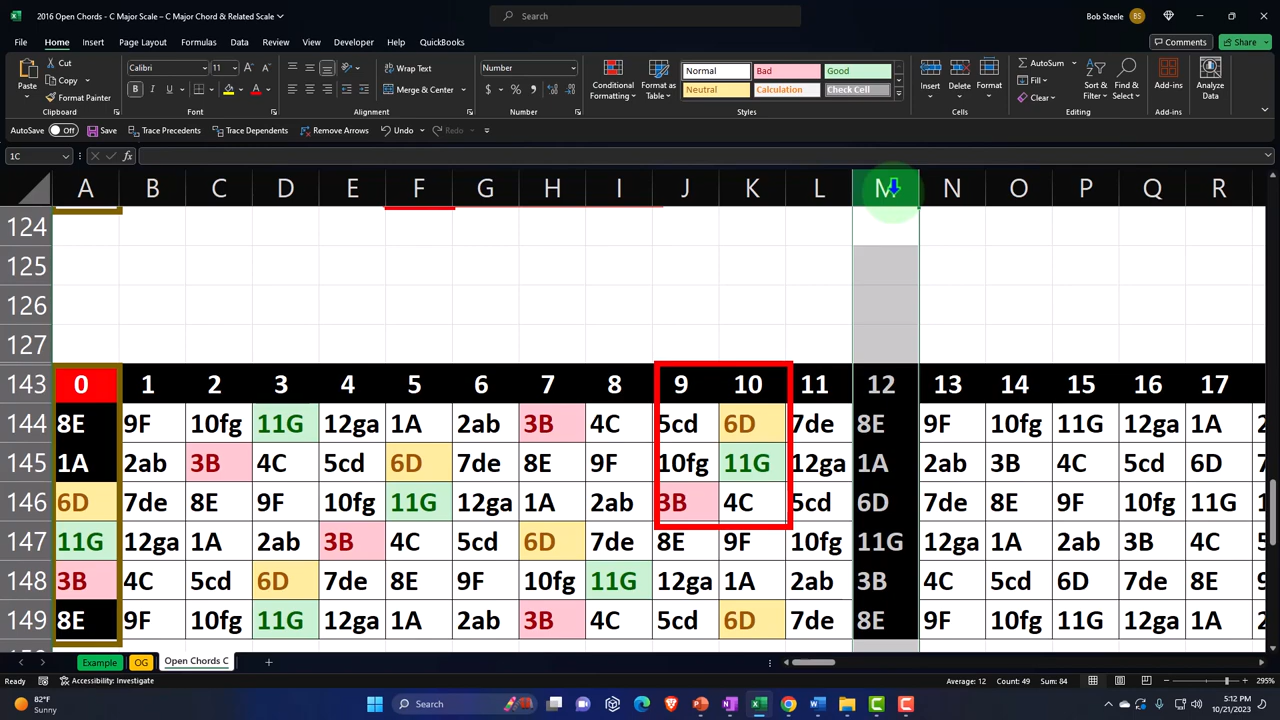 2016 Open Chords - C Major Scale – C Major Chord & Related Scale
Search
Bob Steele BS
File Home Insert Page Layout Formulas Data Review View Developer Help QuickBooks Comments Share
Cut Calibri 11 Wrap Text Number Normal Bad Good AutoSum
Copy
Paste Format Painter Merge & Center Conditional Formatting Format as Table Neutral Calculation Check Cell Insert Delete Format Fill Clear Sort & Filter Find & Select Add-ins Analyze Data
Clipboard Font Alignment Number Styles Cells Editing Add-ins
AutoSave Off Save Trace Precedents Trace Dependents Remove Arrows Undo Redo
1C fx
A B C D E F G H I J K L M N O P Q R
124
125
126
127
143 0 1 2 3 4 5 6 7 8 9 10 11 12 13 14 15 16 17
144 8E 9F 10fg 11G 12ga 1A 2ab 3B 4C 5cd 6D 7de 8E 9F 10fg 11G 12ga 1A 2
145 1A 2ab 3B 4C 5cd 6D 7de 8E 9F 10fg 11G 12ga 1A 2ab 3B 4C 5cd 6D 7
146 6D 7de 8E 9F 10fg 11G 12ga 1A 2ab 3B 4C 5cd 6D 7de 8E 9F 10fg 11G 1
147 11G 12ga 1A 2ab 3B 4C 5cd 6D 7de 8E 9F 10fg 11G 12ga 1A 2ab 3B 4C 5
148 3B 4C 5cd 6D 7de 8E 9F 10fg 11G 12ga 1A 2ab 3B 4C 5cd 6D 7de 8E 9
149 8E 9F 10fg 11G 12ga 1A 2ab 3B 4C 5cd 6D 7de 8E 9F 10fg 11G 12ga 1A 2
Example OG Open Chords C
Ready Accessibility: Investigate Average: 12 Count: 49 Sum: 84 295%
82°F
Sunny
Search
5:12 PM
10/21/2023